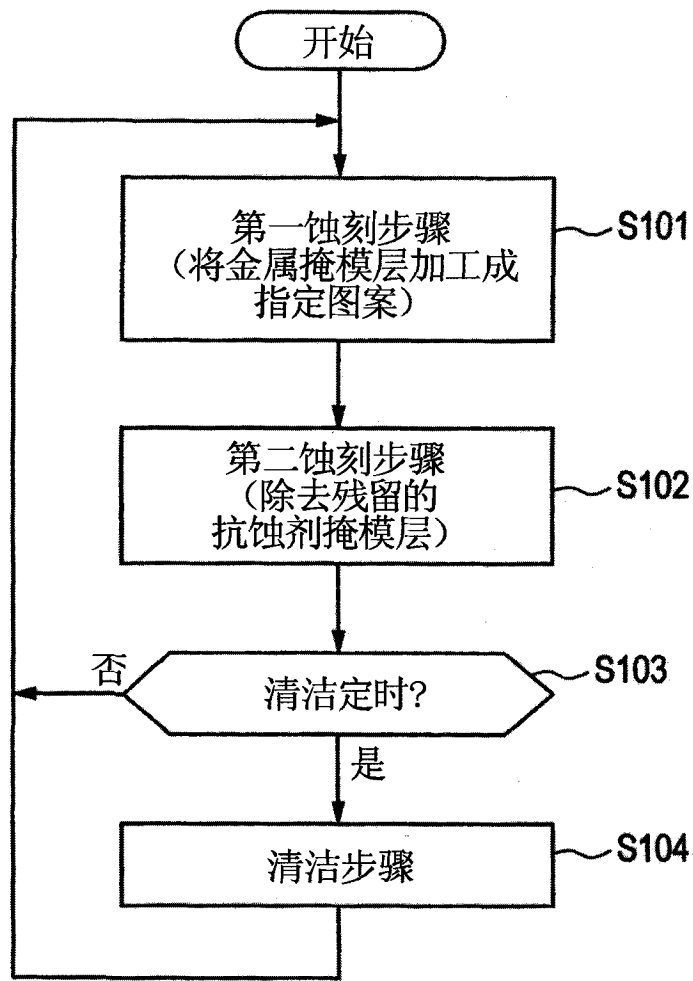 开始
第一蚀刻步骤
（将金属掩模层加工成
指定图案）
S101
第二蚀刻步骤
（除去残留的
抗蚀剂掩模层）
S102
否
清洁定时?
S103
是
清洁步骤
S104